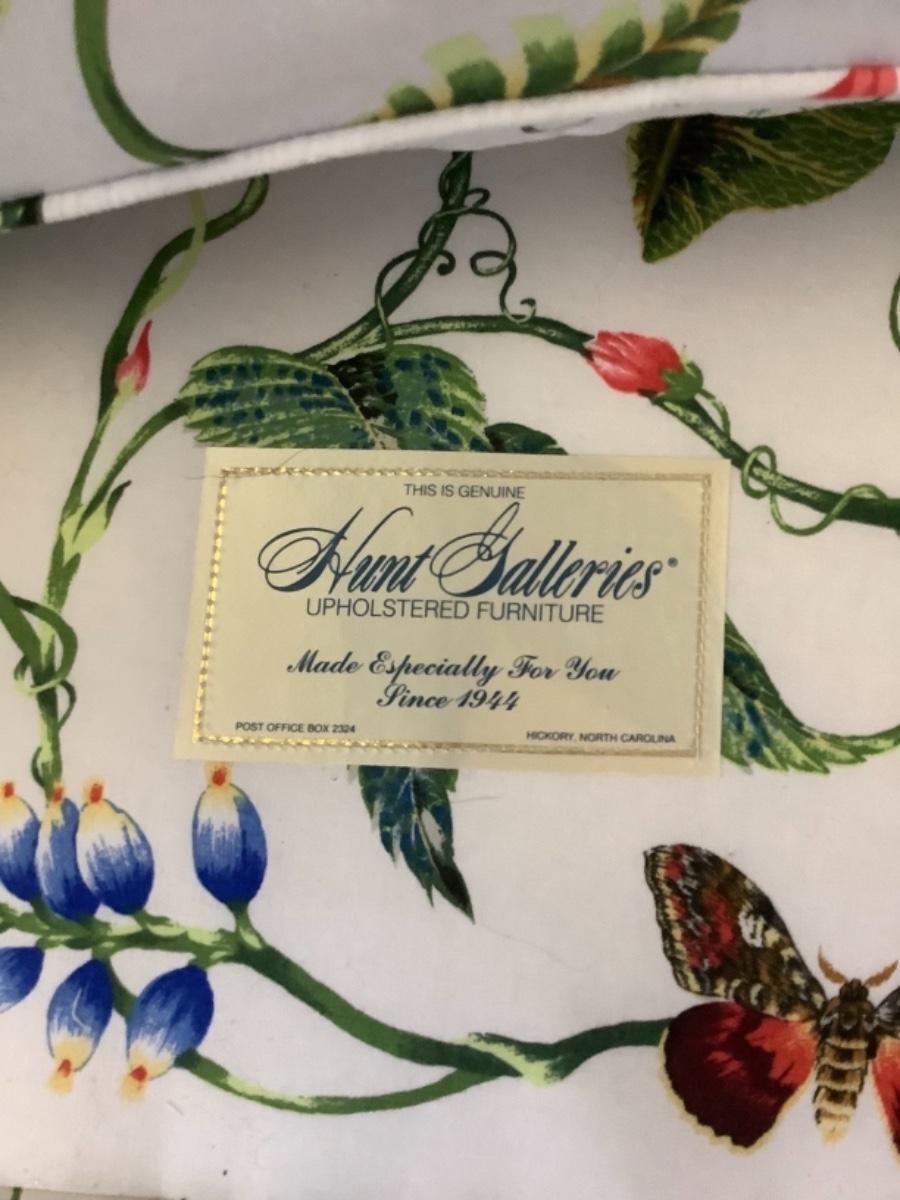 THIS IS GENUINE
Hunt Galleries®
UPHOLSTERED FURNITURE
Made Especially For You
Since 1944
POST OFFICE BOX 2324
HICKORY, NORTH CAROLINA